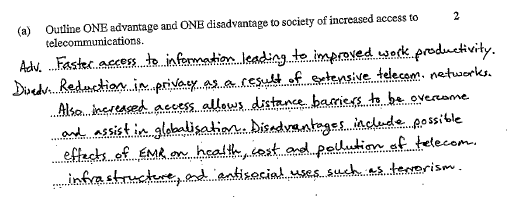 (a) Outline ONE advantage and ONE disadvantage to society of increased access to 2
telecommunications.
Adv. Faster access to information leading to improved work productivity.
Disadv. Reduction in privacy as a result of extensive telecom. networks.
Also increased access allows distance barriers to be overcome
and assist in globalisation. Disadvantages include possible
effects of EMR on health, cost and pollution of telecom.
infrastructure, and antisocial uses such as terrorism.